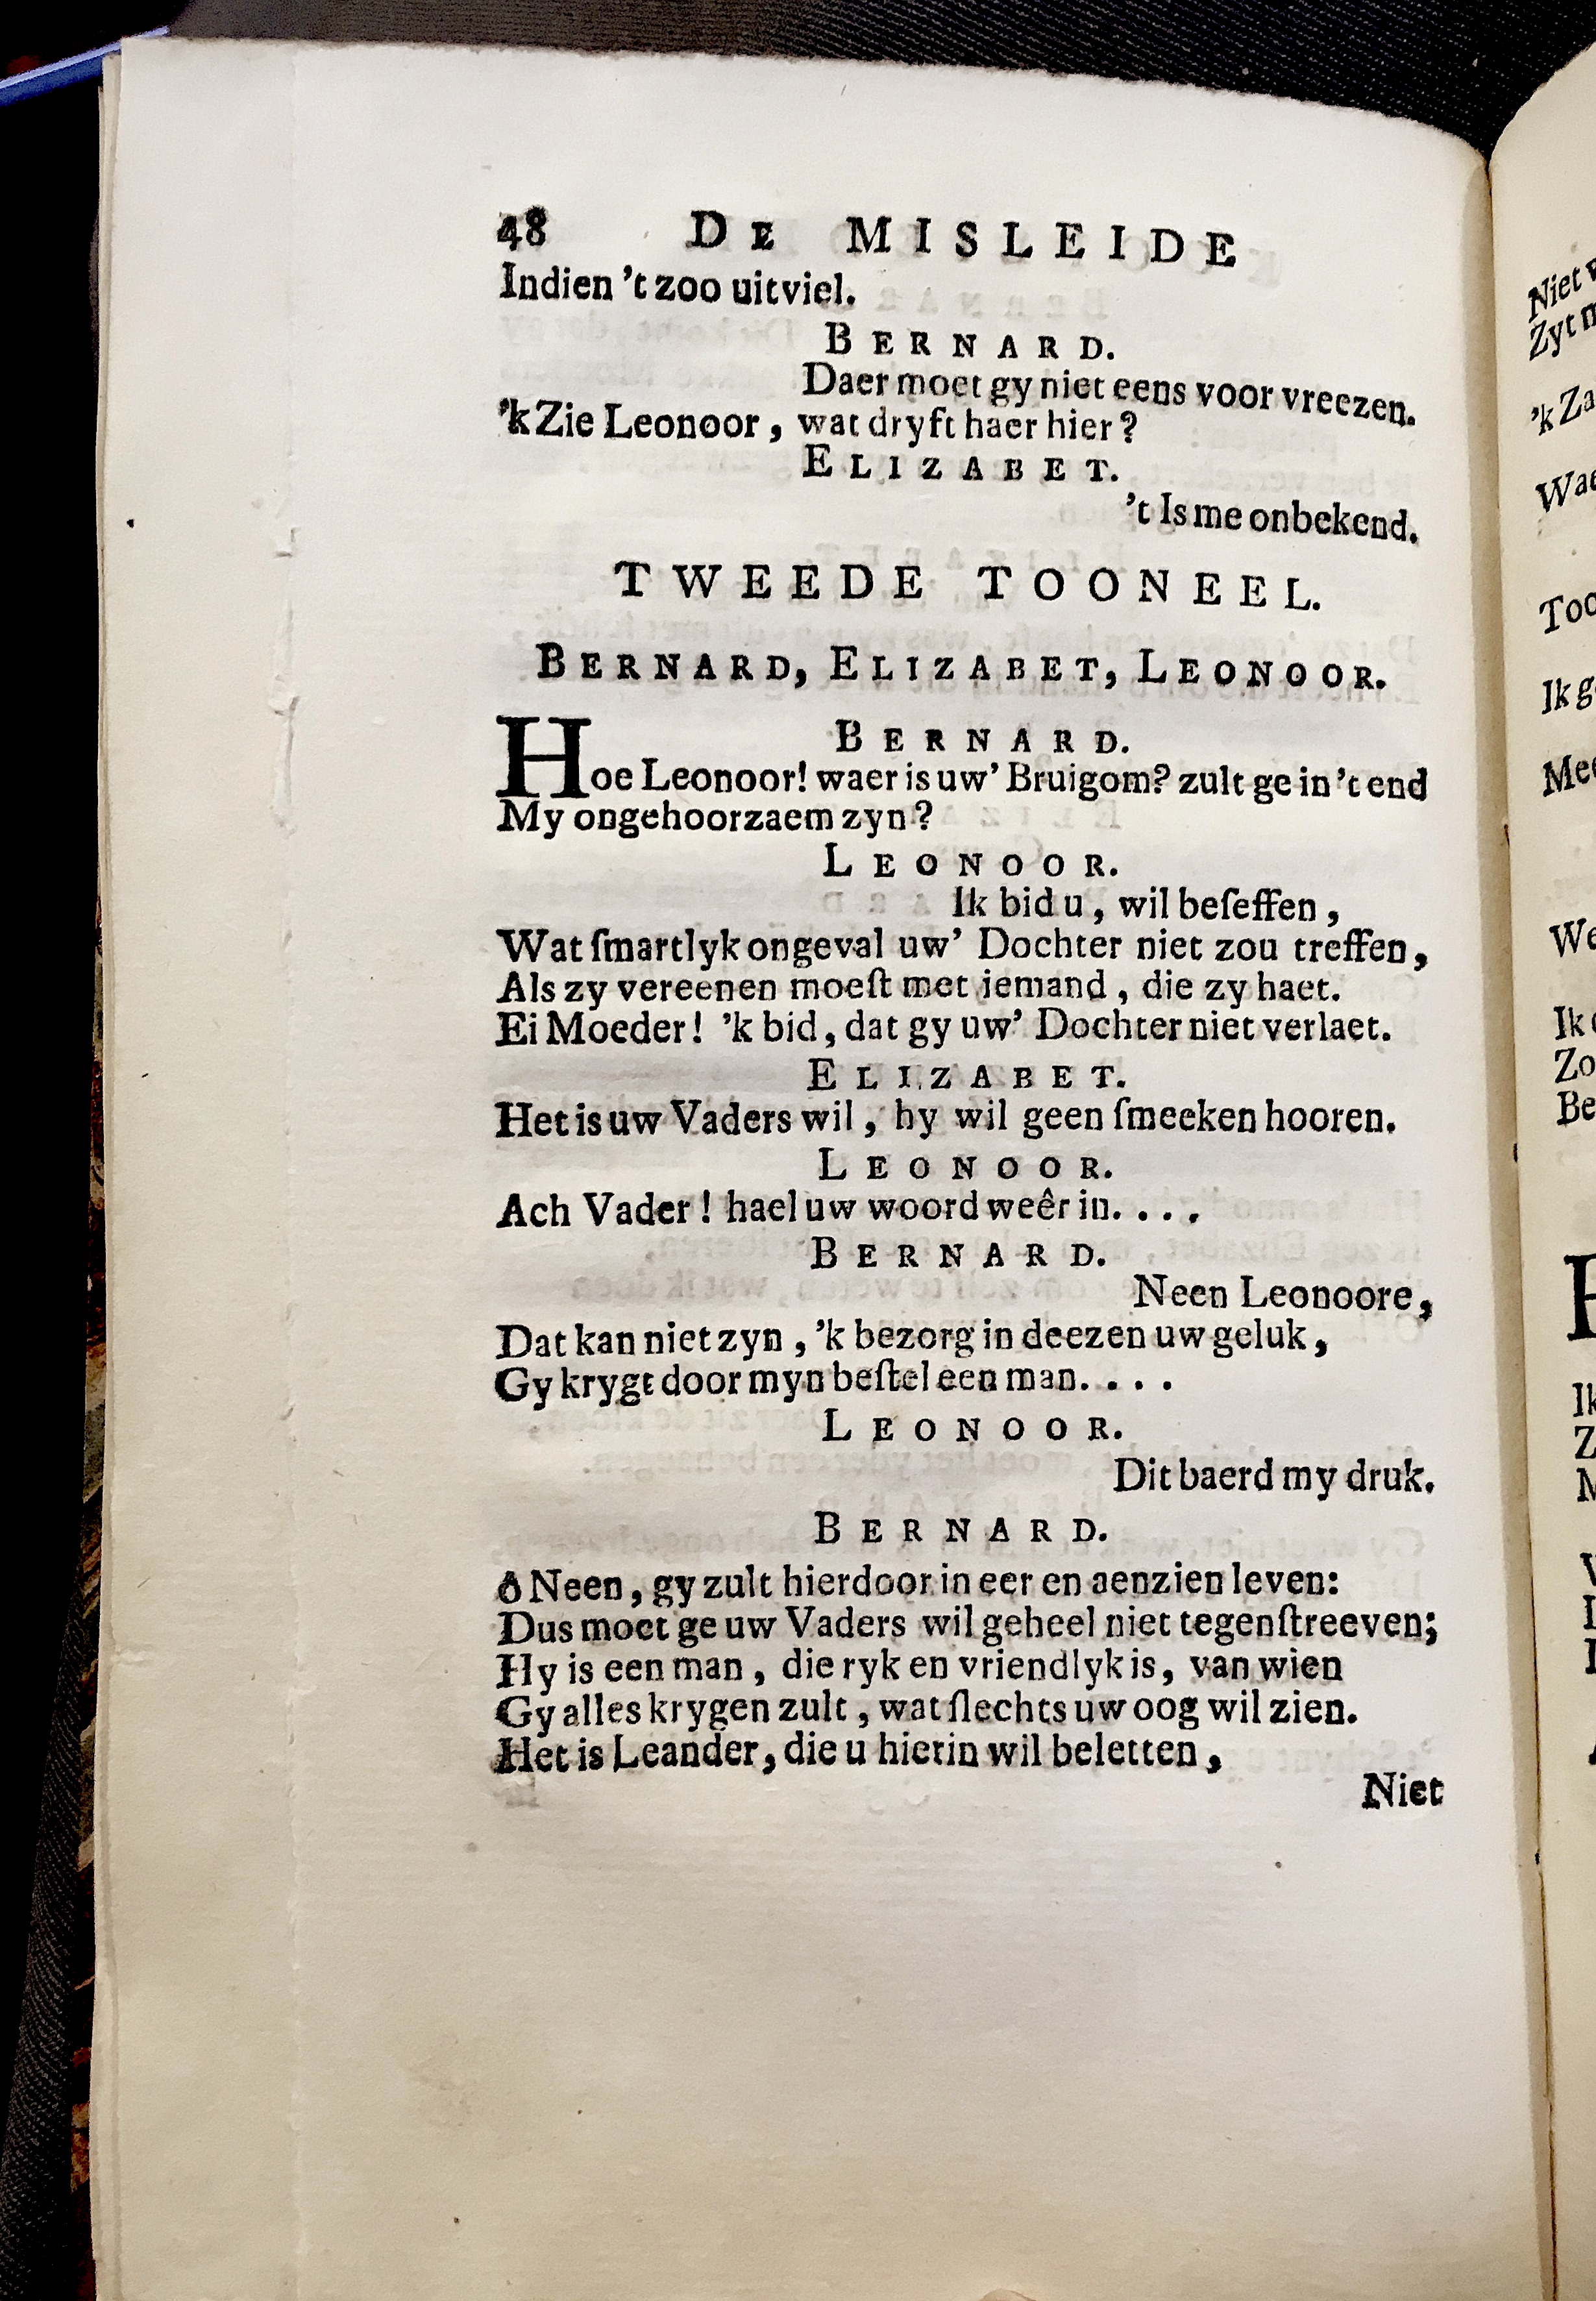 48 DE MISLEIDE
Indien 't zoo uitviel.
BERNARD.
Daer moet gy niet eens voor vreezen.
'k Zie Leonoor, wat dryft haer hier?
ELIZABET.
't Is me onbekend.
TWEEDE TOONEEL.
BERNARD, ELIZABET, LEONOOR.
BERNARD.
Hoe Leonoor! waer is uw' Bruigom? zult ge in 't end
My ongehoorzaem zyn?
LEONOOR.
Ik bid u, wil beſeffen,
Wat ſmartlyk ongeval uw' Dochter niet zou treffen,
Als zy vereenen moeſt met iemand, die zy haet.
Ei Moeder! 'k bid, dat gy uw' Dochter niet verlaet.
ELIZABET.
Het is uw Vaders wil, hy wil geen ſmeeken hooren.
LEONOOR.
Ach Vader! hael uw woord weêr in. . . .
BERNARD.
Neen Leonoore,
Dat kan niet zyn, 'k bezorg in deezen uw geluk,
Gy krygt door myn beſtel een man. . . .
LEONOOR.
Dit baerd my druk.
BERNARD.
ô Neen, gy zult hierdoor in eer en aenzien leven:
Dus moet ge uw Vaders wil geheel niet tegenſtreeven;
Hy is een man, die ryk en vriendlyk is, van wien
Gy alles krygen zult, wat ſlechts uw oog wil zien.
Het is Leander, die u hierin wil beletten,
Niet
Zyt
'k Za
Too
Ik g
We
Zo
Be